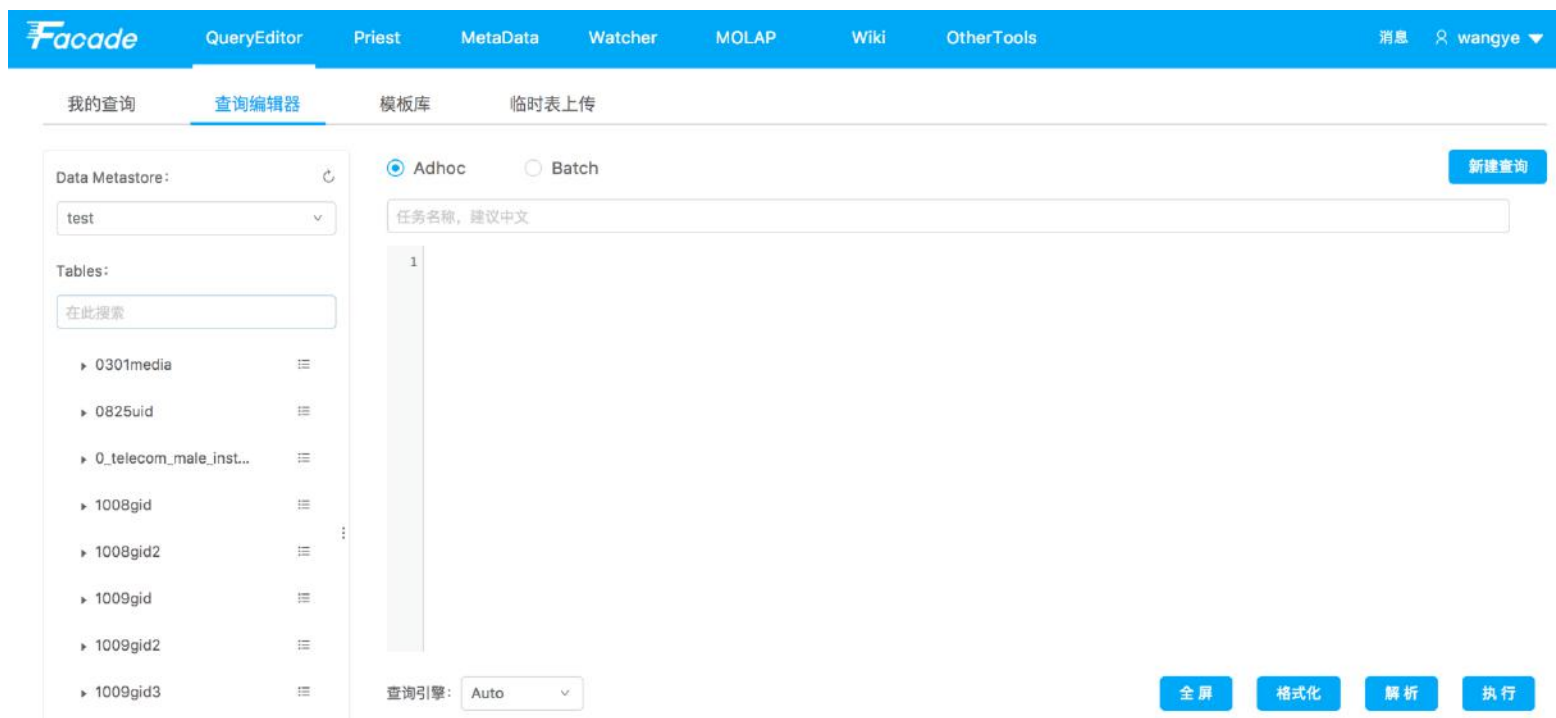 Facade QueryEditor Priest MetaData Watcher MOLAP Wiki OtherTools 消息 wangye
我的查询 查询编辑器 模板库 临时表上传
Data Metastore:
test
Tables:
在此搜索
0301media
0825uid
0_telecom_male_inst...
1008gid
1008gid2
1009gid
1009gid2
1009gid3
Adhoc Batch 新建查询
任务名称，建议中文
1
查询引擎: Auto 全屏 格式化 解析 执行